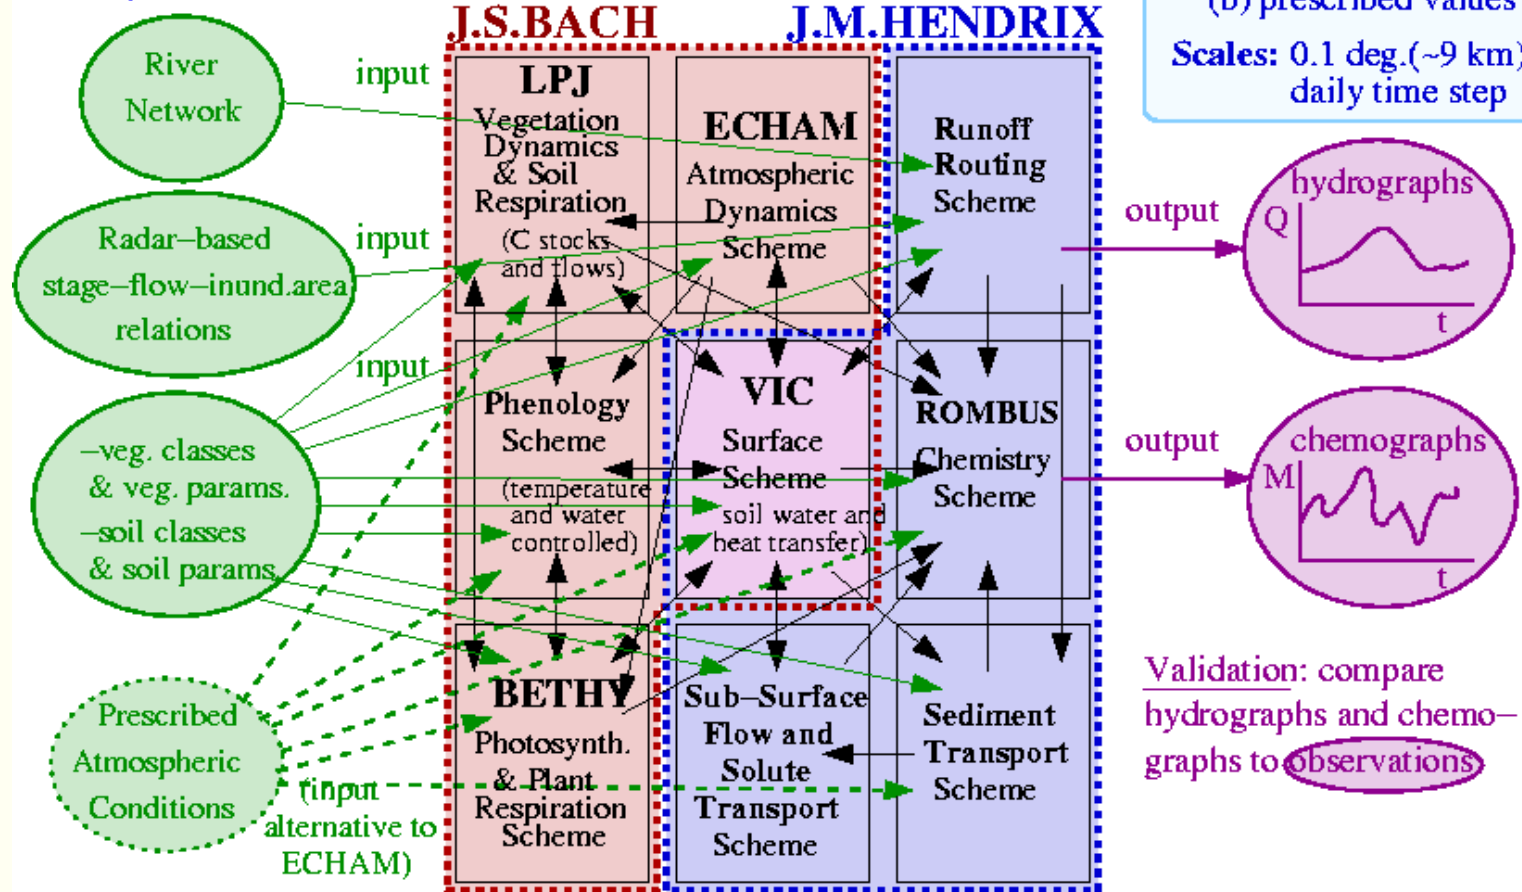 J.S.BACH
J.M.HENDRIX
(b) prescribed values
Scales: 0.1 deg.(~9 km)
daily time step
River
Network
input
Radar−based
stage−flow−inund.area
relations
input
input
−veg. classes
& veg. params.
−soil classes
& soil params
Prescribed
Atmospheric
Conditions
(input
alternative to
ECHAM)
LPJ
Vegetation
Dynamics
& Soil
Respiration
(C stocks
and flows)
ECHAM
Atmospheric
Dynamics
Scheme
Runoff
Routing
Scheme
Phenology
Scheme
(temperature
and water
controlled)
VIC
Surface
Scheme
soil water and
heat transfer)
ROMBUS
Chemistry
Scheme
BETHY
Photosynth.
& Plant
Respiration
Scheme
Sub−Surface
Flow and
Solute
Transport
Scheme
Sediment
Transport
Scheme
output
hydrographs
Q
t
output
chemographs
M
t
Validation: compare
hydrographs and chemo−
graphs to observations